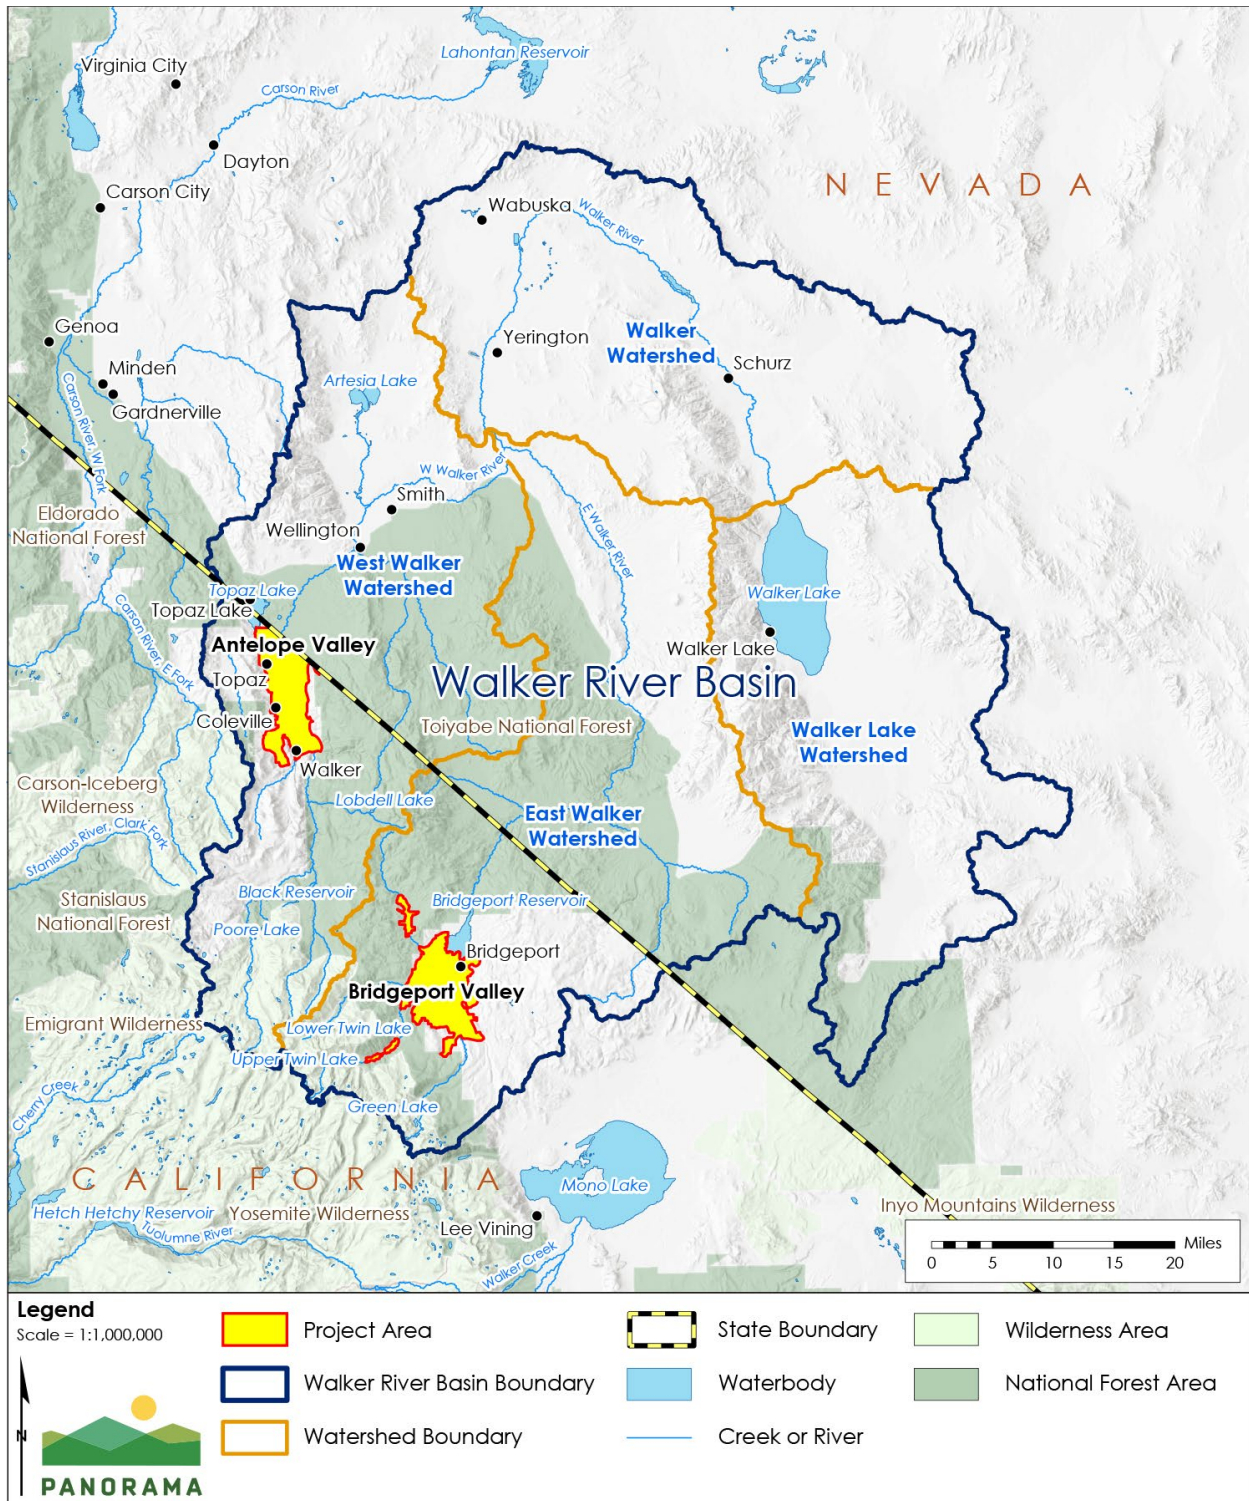 Lahontan Reservoir
Virginia City
Carson River
Dayton
NEVADA
Carson City
Wabuska
Walker River
Genoa
Walker
Watershed
Yerington
Minden
Schurz
Artesia Lake
Gardnerville
Carson River, W Fork
W Walker River
Smith
Eldorado
National Forest
Wellington
E Walker River
West Walker
Watershed
Topaz Lake
Topaz Lake
Walker Lake
Carson River, E Fork
Antelope Valley
Walker Lake
Topaz
Walker River Basin
Coleville
Toiyabe National Forest
Walker Lake
Watershed
Walker
Carson-Iceberg
Wilderness
Lobdell Lake
East Walker
Watershed
Stanislaus River, Clark Fork
Black Reservoir
Bridgeport Reservoir
Stanislaus
National Forest
Poore Lake
Bridgeport
Bridgeport Valley
Emigrant Wilderness
Lower Twin Lake
Upper Twin Lake
Cherry Creek
Green Lake
CALIFORNIA
Mono Lake
Hetch Hetchy Reservoir
Yosemite Wilderness
Inyo Mountains Wilderness
Tuolumne River
Lee Vining
Walker Creek
Miles
0 5 10 15 20
Legend
Scale = 1:1,000,000
Project Area
State Boundary
Wilderness Area
Walker River Basin Boundary
Waterbody
National Forest Area
N
Watershed Boundary
Creek or River
PANORAMA